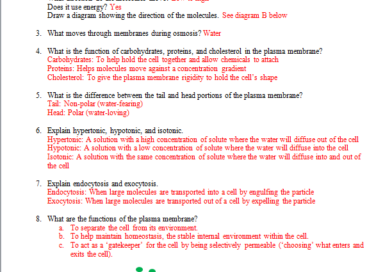 Does it use energy? Yes
Draw a diagram showing the direction of the molecules. See diagram B below
3. What moves through membranes during osmosis? Water
4. What is the function of carbohydrates, proteins, and cholesterol in the plasma membrane?
Carbohydrates: To help hold the cell together and allow chemicals to attach
Proteins: Helps molecules move against a concentration gradient
Cholesterol: To give the plasma membrane rigidity to hold the cell's shape
5. What is the difference between the tail and head portions of the plasma membrane?
Tail: Non-polar (water-fearing)
Head: Polar (water-loving)
6. Explain hypertonic, hypotonic, and isotonic.
Hypertonic: A solution with a high concentration of solute where the water will diffuse out of the cell
Hypotonic: A solution with a low concentration of solute where the water will diffuse into the cell
Isotonic: A solution with the same concentration of solute where the water will diffuse into and out of
the cell
7. Explain endocytosis and exocytosis.
Endocytosis: When large molecules are transported into a cell by engulfing the particle
Exocytosis: When large molecules are transported out of a cell by expelling the particle
8. What are the functions of the plasma membrane?
a. To separate the cell from its environment.
b. To help maintain homeostasis, the stable internal environment within the cell.
c. To act as a 'gatekeeper' for the cell by being selectively permeable ('choosing' what enters and
exits the cell).